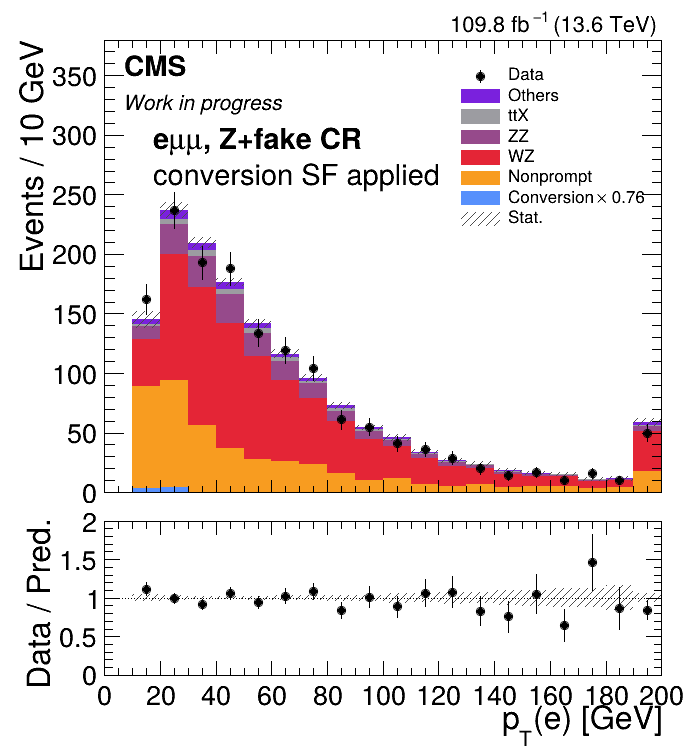 109.8 fb⁻¹ (13.6 TeV)
CMS
Work in progress
eμμ, Z+fake CR
conversion SF applied
Data
Others
ttX
ZZ
WZ
Nonprompt
Conversion × 0.76
Stat.
Events / 10 GeV
350
300
250
200
150
100
50
0
Data / Pred.
2
1.5
1
0.5
0
0 20 40 60 80 100 120 140 160 180 200
p_T(e) [GeV]